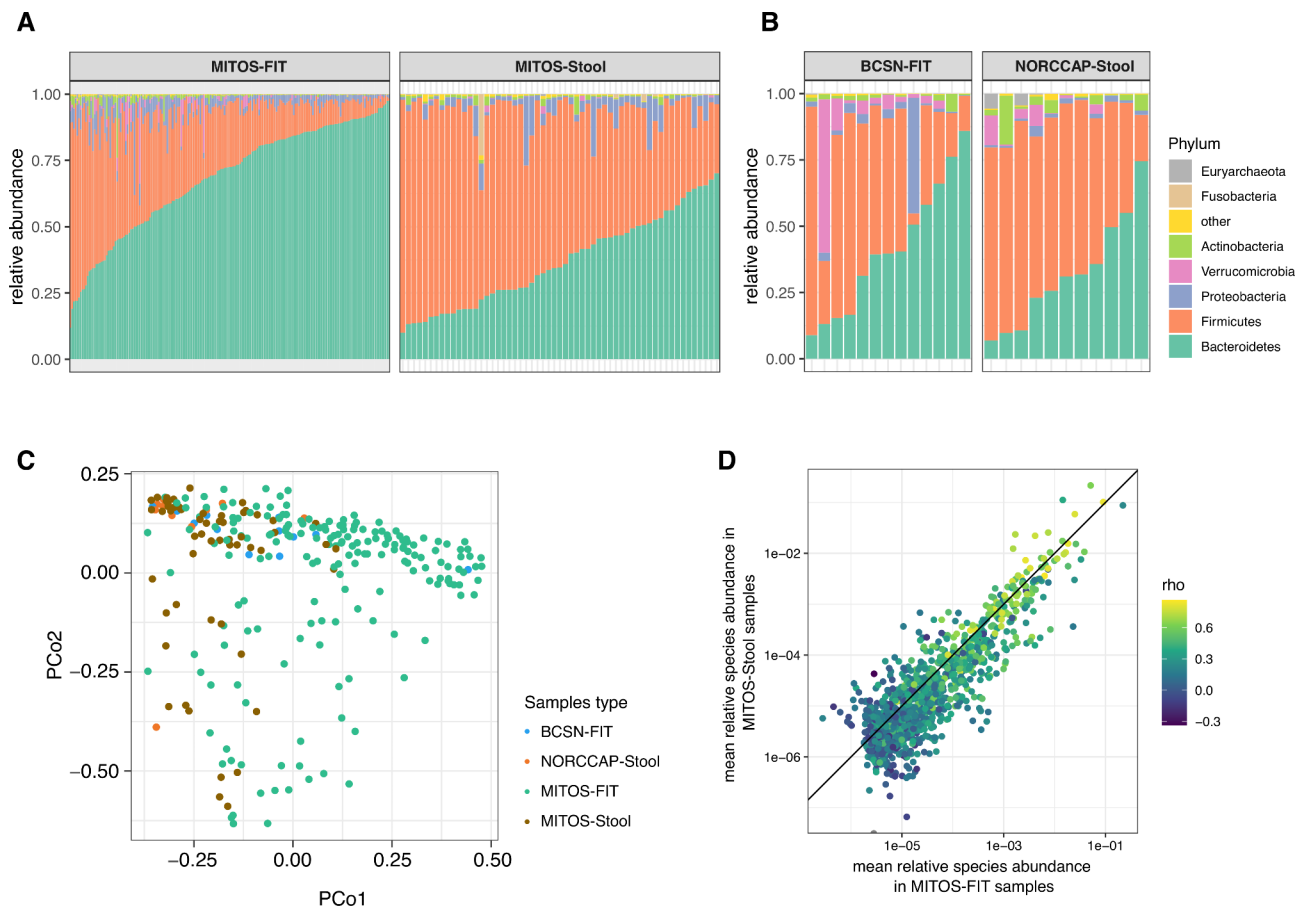 A
MITOS-FIT
MITOS-Stool
relative abundance
1.00
0.75
0.50
0.25
0.00
B
BCSN-FIT
NORCCAP-Stool
relative abundance
1.00
0.75
0.50
0.25
0.00
Phylum
Euryarchaeota
Fusobacteria
other
Actinobacteria
Verrucomicrobia
Proteobacteria
Firmicutes
Bacteroidetes
C
PCo2
0.25
0.00
−0.25
−0.50
−0.25
0.00
0.25
0.50
PCo1
Samples type
BCSN-FIT
NORCCAP-Stool
MITOS-FIT
MITOS-Stool
D
mean relative species abundance in
MITOS-Stool samples
1e−02
1e−04
1e−06
1e−05
1e−03
1e−01
mean relative species abundance
in MITOS-FIT samples
rho
0.6
0.3
0.0
−0.3